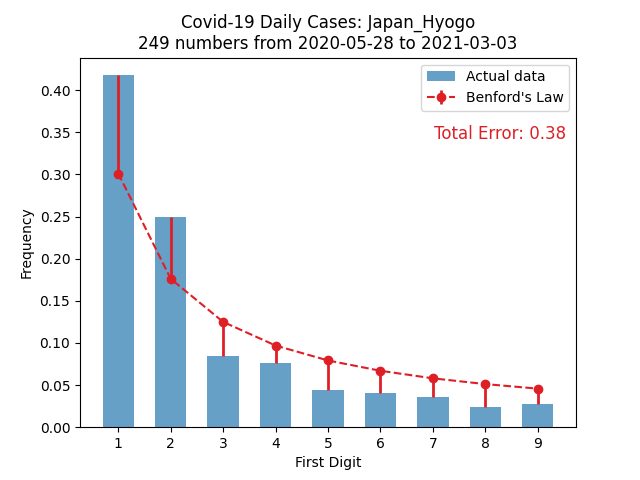 Covid-19 Daily Cases: Japan_Hyogo
249 numbers from 2020-05-28 to 2021-03-03
Actual data
Benford's Law
Total Error: 0.38
Frequency
0.40
0.35
0.30
0.25
0.20
0.15
0.10
0.05
0.00
1 2 3 4 5 6 7 8 9
First Digit